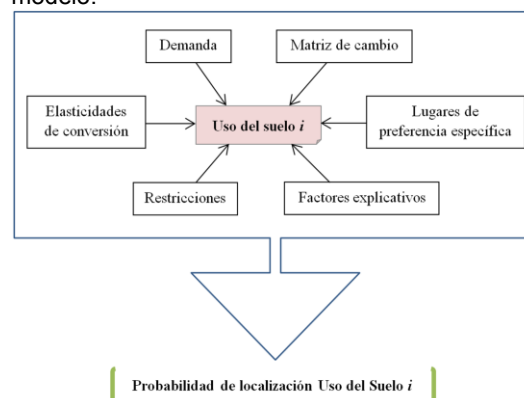 modelo.
Demanda
Matriz de cambio
Elasticidades
de conversión
Uso del suelo i
Lugares de
preferencia específica
Restricciones
Factores explicativos
Probabilidad de localización Uso del Suelo i